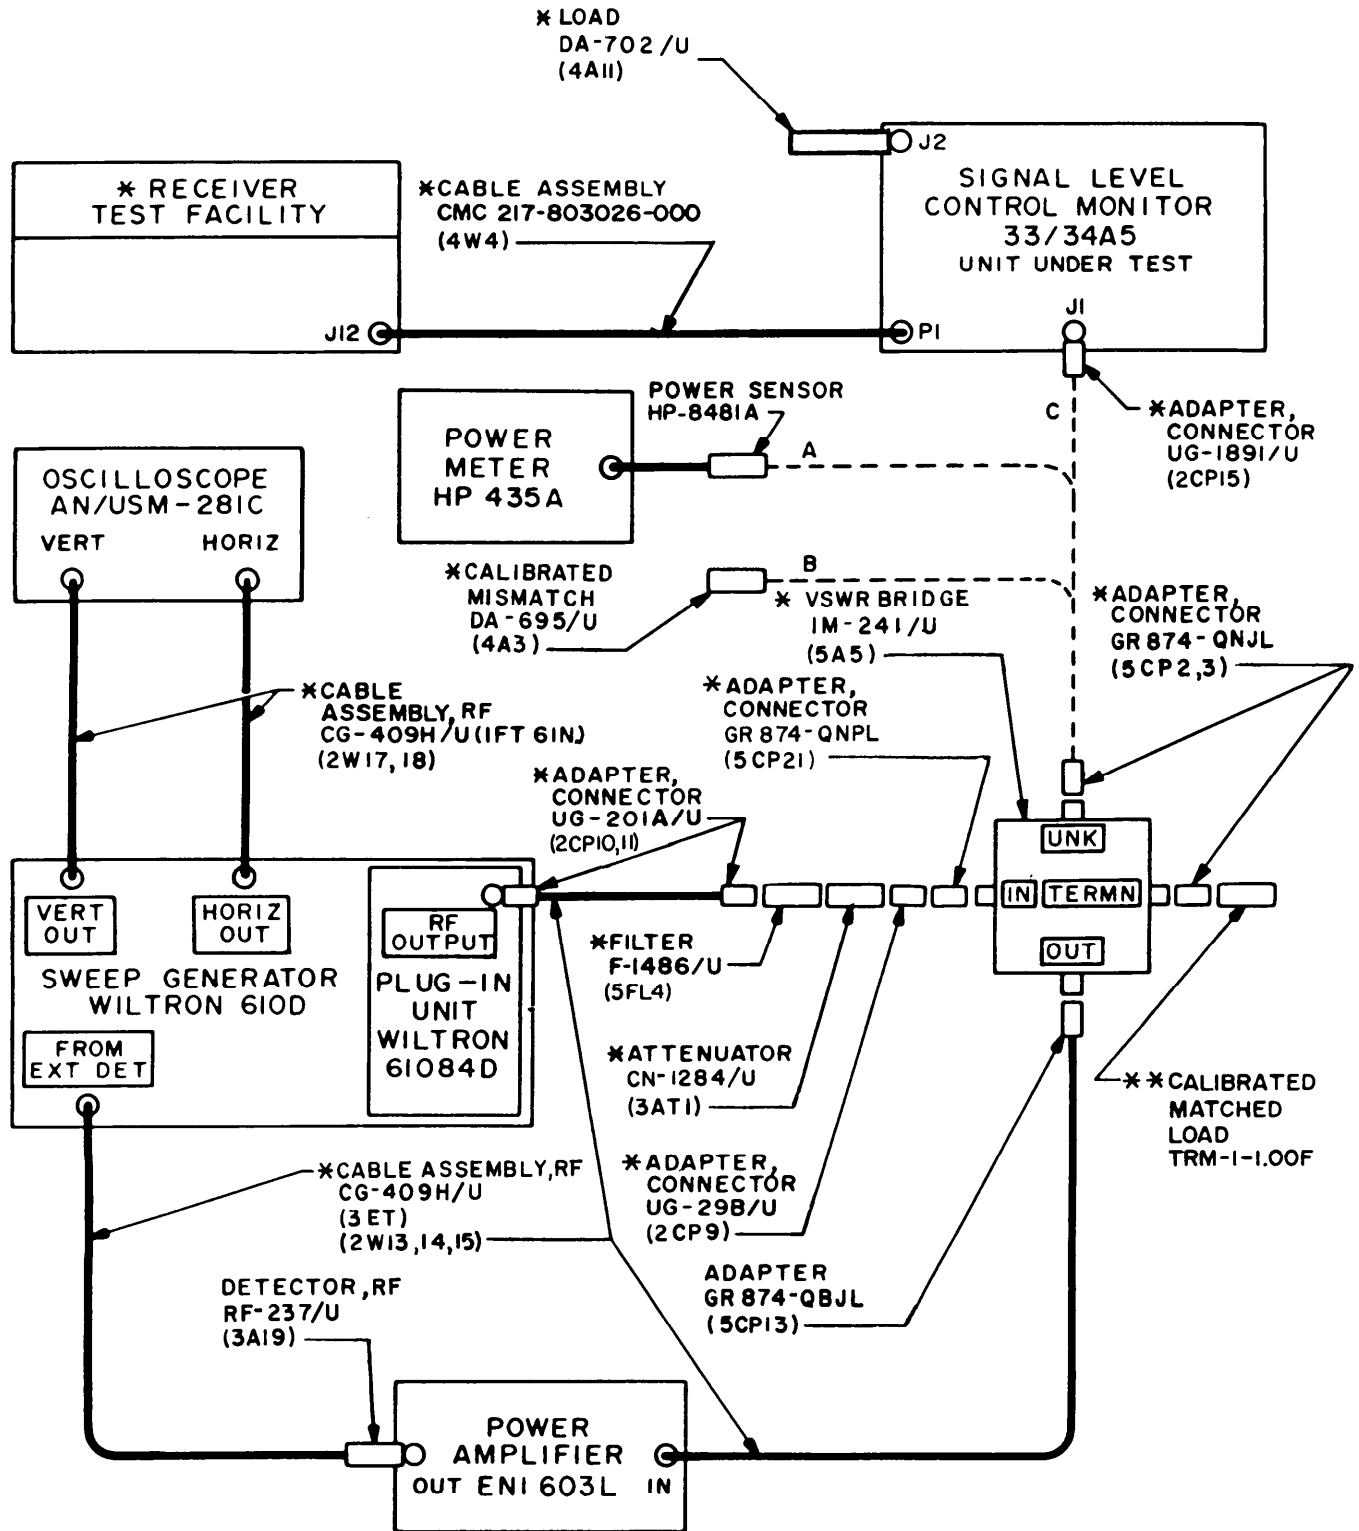 * LOAD
DA-702/U
(4A11)
J2
SIGNAL LEVEL
CONTROL MONITOR
33/34A5
UNIT UNDER TEST
J1
P1
* RECEIVER
TEST FACILITY
J12
*CABLE ASSEMBLY
CMC 217-803026-000
(4W4)
POWER SENSOR
HP-8481A
POWER
METER
HP 435A
A
C
*ADAPTER,
CONNECTOR
UG-1891/U
(2CP15)
OSCILLOSCOPE
AN/USM-281C
VERT HORIZ
*CALIBRATED
MISMATCH
DA-695/U
(4A3)
B
* VSWR BRIDGE
IM-241/U
(5A5)
*ADAPTER,
CONNECTOR
GR 874-QNJL
(5CP2,3)
*CABLE
ASSEMBLY, RF
CG-409H/U (1FT 6IN.)
(2W17,18)
*ADAPTER,
CONNECTOR
GR 874-QNPL
(5CP21)
*ADAPTER,
CONNECTOR
UG-201A/U
(2CP10,11)
UNK
IN TERMN
OUT
VERT
OUT
HORIZ
OUT
RF
OUTPUT
SWEEP GENERATOR
WILTRON 610D
PLUG-IN
UNIT
WILTRON
61084D
FROM
EXT DET
*FILTER
F-1486/U
(5FL4)
*ATTENUATOR
CN-1284/U
(3AT1)
**CALIBRATED
MATCHED
LOAD
TRM-1-1.00F
*CABLE ASSEMBLY, RF
CG-409H/U
(3 ET)
(2W13,14,15)
*ADAPTER,
CONNECTOR
UG-29B/U
(2CP9)
DETECTOR, RF
RF-237/U
(3A19)
ADAPTER
GR 874-QBJL
(5CP13)
POWER
AMPLIFIER
OUT ENI 603L IN